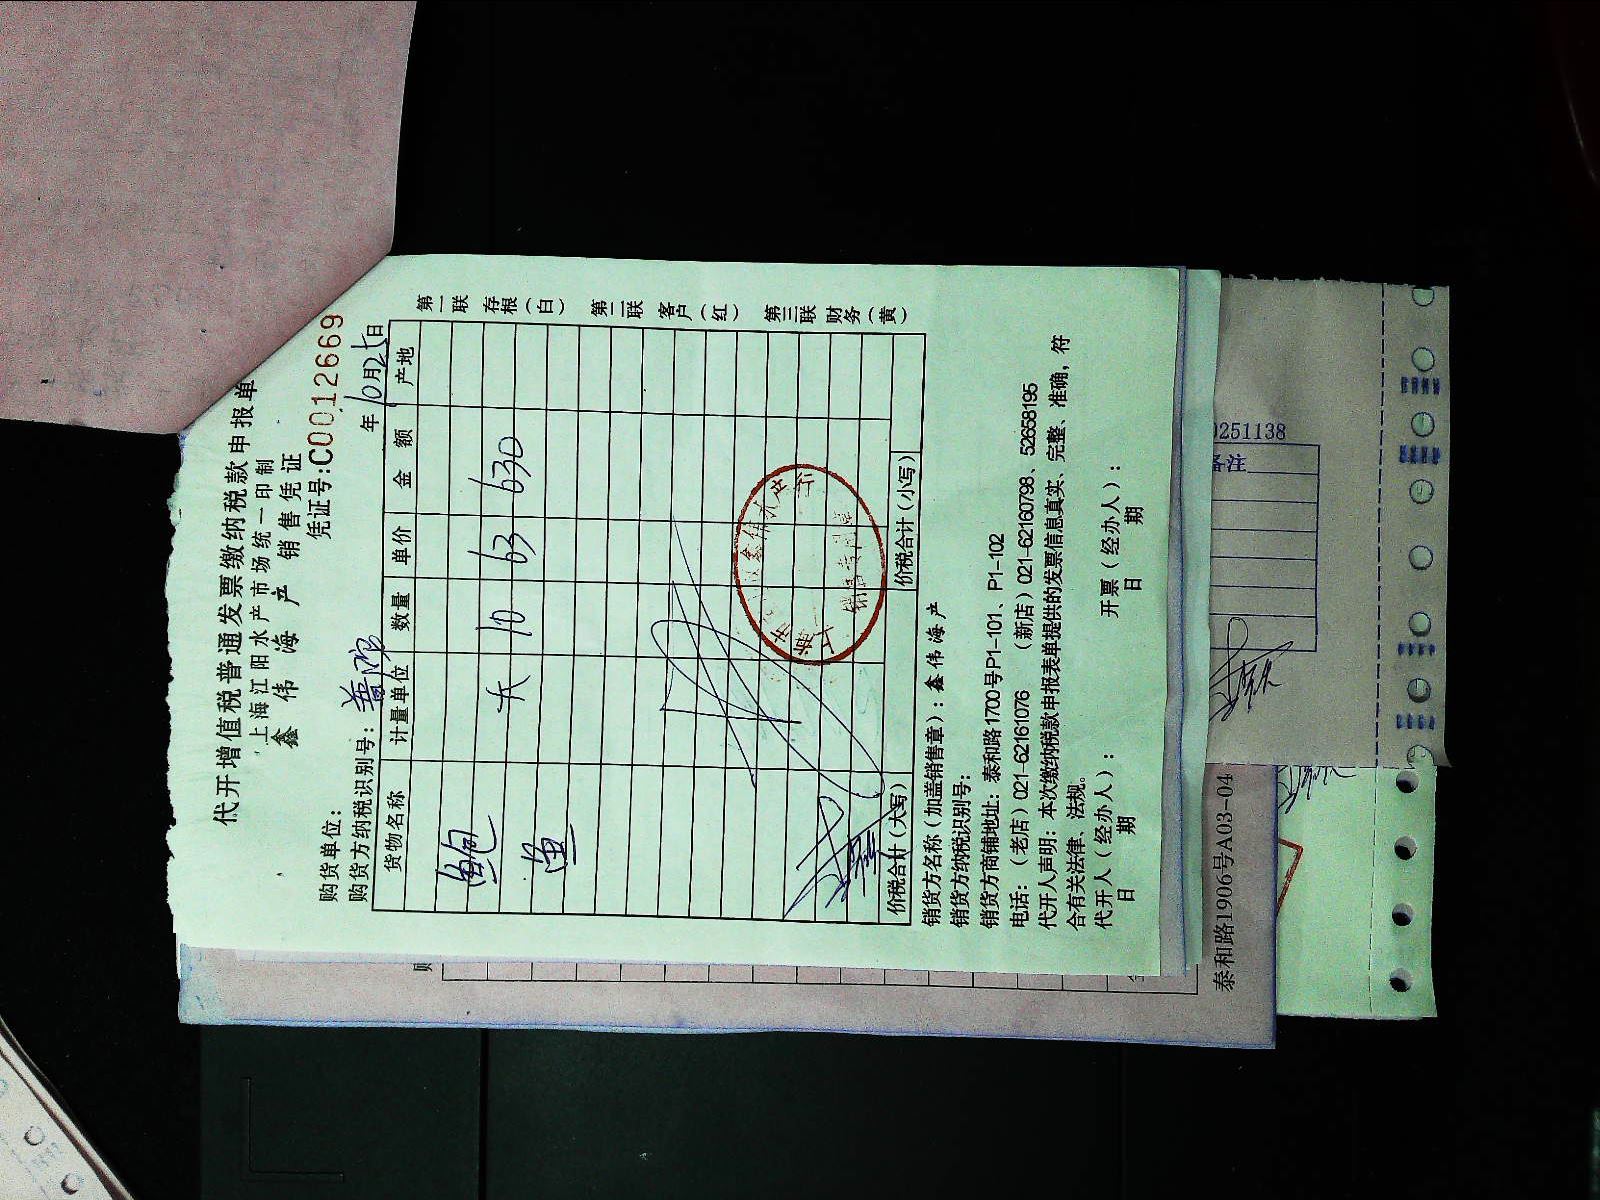 代开增值税普通发票缴纳税款申报单
上海江阳水产市场统一印制
鑫伟海产 销售凭证
凭证号:C0012669
购货单位:
年10月25日
购货方纳税识别号:
货物名称 计量单位 数量 单价 金额 产地
鲍 大 10 63 630
鱼
价税合计(大写) 价税合计(小写)
第一联 存根(白) 第二联 客户(红) 第三联 财务(黄)
销货方名称(加盖销售章):鑫伟海产
销货方纳税识别号:
销货方商铺地址:泰和路1700号P1-101、P1-102
电话:(老店)021-62161076 (新店)021-62160798、52658195
代开人声明:本次缴纳税款申报表单提供的发票信息真实、完整、准确,符
合有关法律、法规。
代开人(经办人): 开票(经办人):
日 期 日 期
泰和路1906号A03-04
0251138
备注